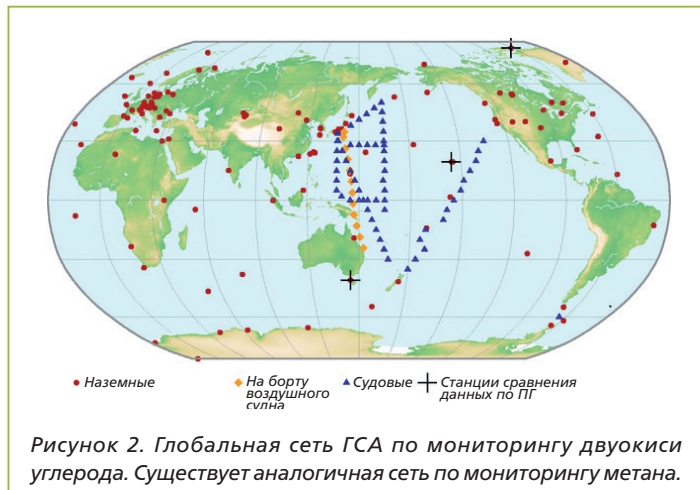 Наземные
На борту
воздушного
судна
Судовые
Станции сравнения
данных по ПГ
Рисунок 2. Глобальная сеть ГСА по мониторингу двуокиси
углерода. Существует аналогичная сеть по мониторингу метана.